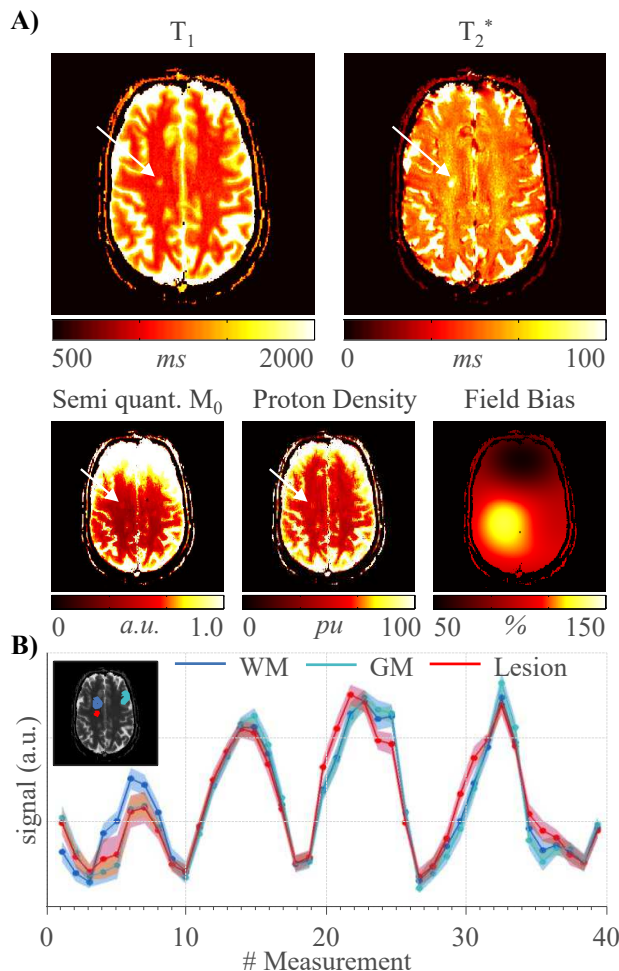 A)
T₁ T₂*
500 ms 2000 0 ms 100
Semi quant. M₀ Proton Density Field Bias
0 a.u. 1.0 0 pu 100 50 % 150
B)
WM GM Lesion
signal (a.u.)
0 10 20 30 40
# Measurement